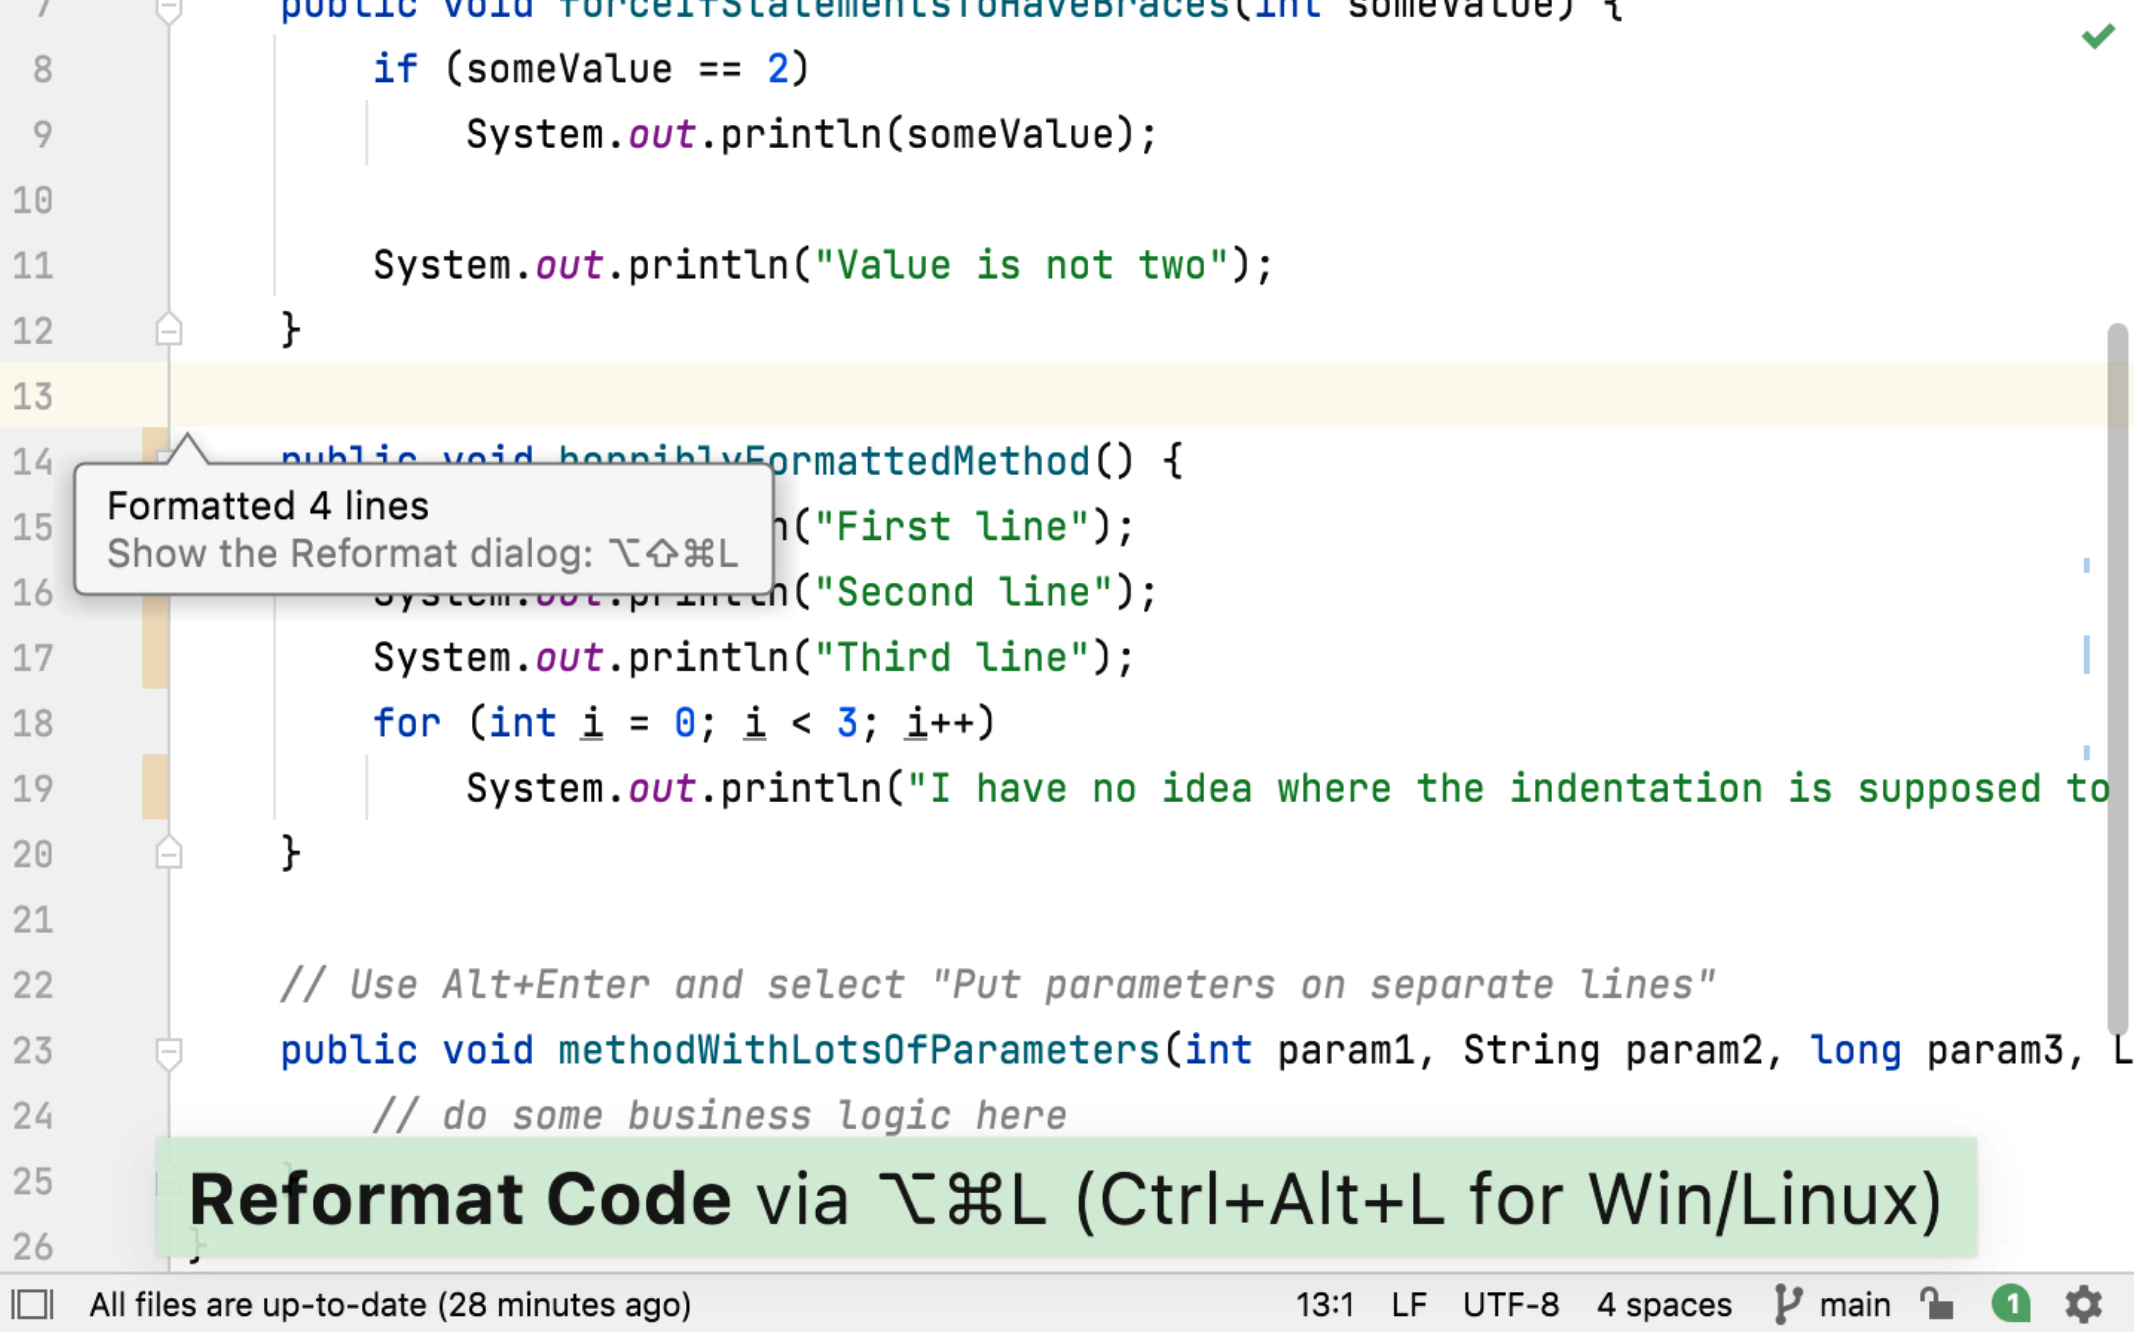 7 public void forceIfStatementsToHaveBraces(int someValue) {
8 if (someValue == 2)
9 System.out.println(someValue);
10
11 System.out.println("Value is not two");
12 }
13
14 public void horriblyFormattedMethod() {
Formatted 4 lines
15 n("First line");
Show the Reformat dialog: ⌥⇧⌘L
16 System.out.println("Second line");
17 System.out.println("Third line");
18 for (int i = 0; i < 3; i++)
19 System.out.println("I have no idea where the indentation is supposed to
20 }
21
22 // Use Alt+Enter and select "Put parameters on separate lines"
23 public void methodWithLotsOfParameters(int param1, String param2, long param3, L
24 // do some business logic here
25 }
Reformat Code via ⌥⌘L (Ctrl+Alt+L for Win/Linux)
26 }
All files are up-to-date (28 minutes ago) 13:1 LF UTF-8 4 spaces main 1